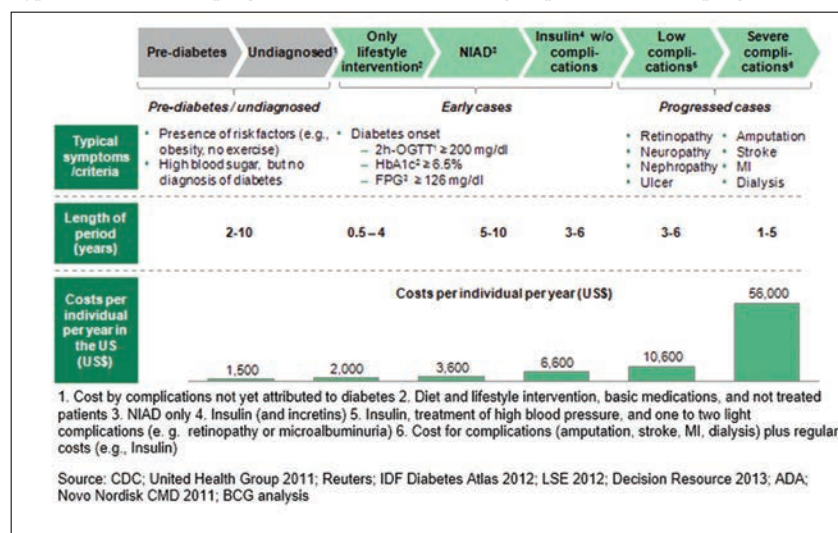 Pre-diabetes
Undiagnosed¹
Only
lifestyle
intervention²
NIAD²
Insulin⁴ w/o
compli-
cations
Low
compli-
cations⁵
Severe
compli-
cations⁶
Pre-diabetes / undiagnosed
Early cases
Progressed cases
Typical
symptoms
/criteria
• Presence of risk factors (e.g.,
obesity, no exercise)
• High blood sugar, but no
diagnosis of diabetes
• Diabetes onset
– 2h-OGTT¹ ≥ 200 mg/dl
– HbA1c² ≥ 6.5%
– FPG³ ≥ 126 mg/dl
• Retinopathy
• Neuropathy
• Nephropathy
• Ulcer
• Amputation
• Stroke
• MI
• Dialysis
Length of
period
(years)
2-10
0.5 – 4
5-10
3-6
3-6
1-5
Costs per
individual
per year in
the US
(US$)
Costs per individual per year (US$)
1,500
2,000
3,600
6,600
10,600
56,000
1. Cost by complications not yet attributed to diabetes 2. Diet and lifestyle intervention, basic medications, and not treated
patients 3. NIAD only 4. Insulin (and incretins) 5. Insulin, treatment of high blood pressure, and one to two light
complications (e. g. retinopathy or microalbuminuria) 6. Cost for complications (amputation, stroke, MI, dialysis) plus regular
costs (e.g., Insulin)
Source: CDC; United Health Group 2011; Reuters; IDF Diabetes Atlas 2012; LSE 2012; Decision Resource 2013; ADA;
Novo Nordisk CMD 2011; BCG analysis